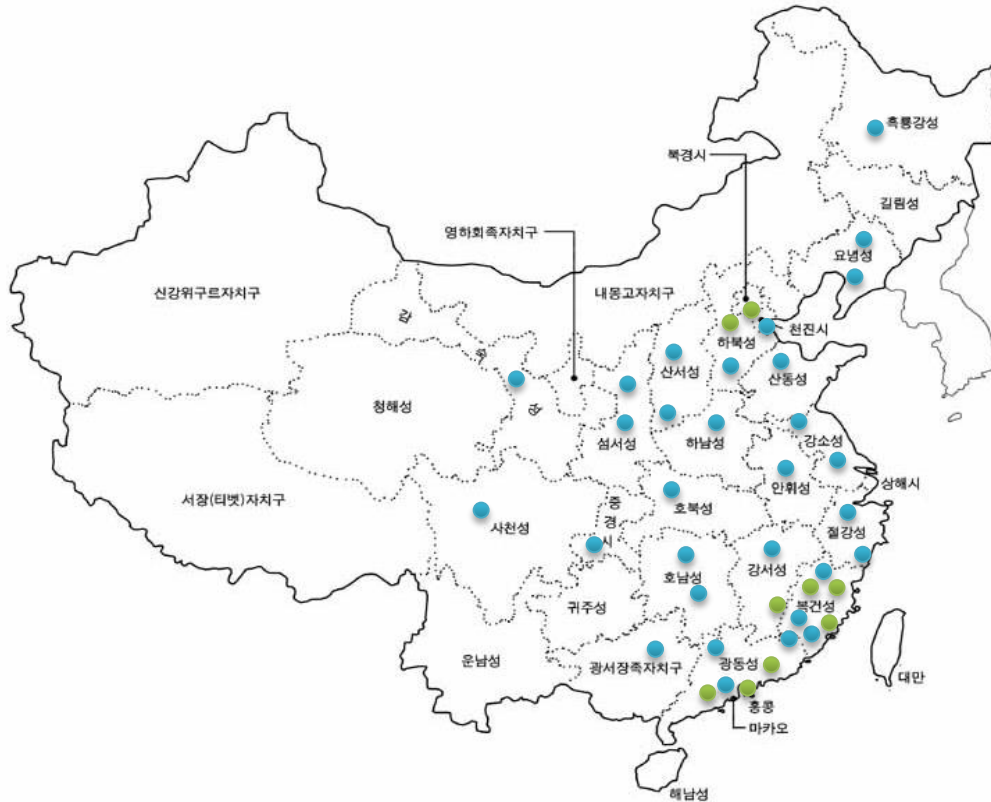 흑룡강성
북경시
길림성
영하회족자치구
요녕성
신강위구르자치구
내몽고자치구
감
숙
성
천진시
하북성
산서성
산동성
청해성
섬서성
하남성
강소성
안휘성
상해시
서장(티벳)자치구
중
경
시
호북성
사천성
절강성
호남성
강서성
귀주성
복건성
운남성
광서장족자치구
광동성
대만
홍콩
마카오
해남성